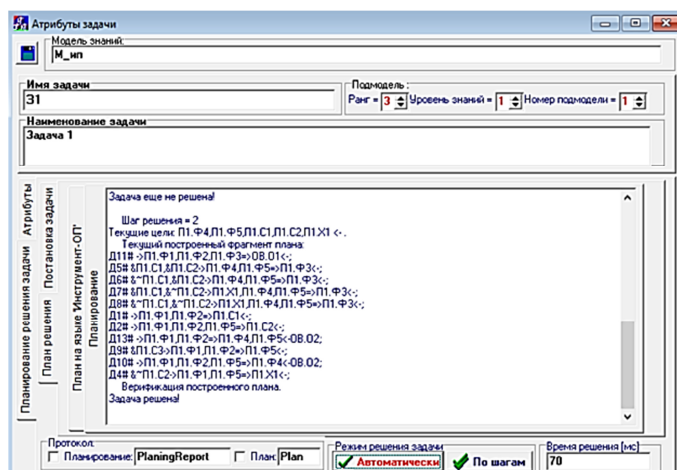 Атрибуты задачи
Модель знаний:
М_ип
Имя задачи
З1
Подмодель :
Ранг = 3 Уровень знаний = 1 Номер подмодели = 1
Наименование задачи
Задача 1
Атрибуты
Планирование решения задачи
Постановка задачи
План решения
План на языке 'Инструмент-ОП'
Планирование
Задача еще не решена!
Шаг решения = 2
Текущие цели: П1.Ф4,П1.Ф5,П1.С1,П1.С2,П1.Х1 <- .
Текущий построенный фрагмент плана:
Д11# ->П1.Ф1,П1.Ф2,П1.Ф3=>ОВ.О1<-;
Д5# &П1.С1,&П1.С2->П1.Ф4,П1.Ф5=>П1.Ф3<-;
Д6# &~П1.С1,&П1.С2->П1.Ф4,П1.Ф5=>П1.Ф3<-;
Д7# &П1.С1,&~П1.С2->П1.Х1,П1.Ф4,П1.Ф5=>П1.Ф3<-;
Д8# &~П1.С1,&~П1.С2->П1.Х1,П1.Ф4,П1.Ф5=>П1.Ф3<-;
Д1# ->П1.Ф1,П1.Ф2=>П1.С1<-;
Д2# ->П1.Ф1,П1.Ф2,П1.Ф5=>П1.С2<-;
Д13# ->П1.Ф1,П1.Ф2=>П1.Ф4,П1.Ф5<-ОВ.О2;
Д9# &П1.С3->П1.Ф1,П1.Ф2=>П1.Ф5<-;
Д10# ->П1.Ф1,П1.Ф2,П1.Ф5=>П1.Ф4<-ОВ.О2;
Д4# &~П1.С2->П1.Ф1,П1.Ф5=>П1.Х1<-;
Верификация построенного плана.
Задача решена!
Протокол:
Планирование: PlaningReport План: Plan
Режим решения задачи
Автоматически По шагам
Время решения [мс]
70